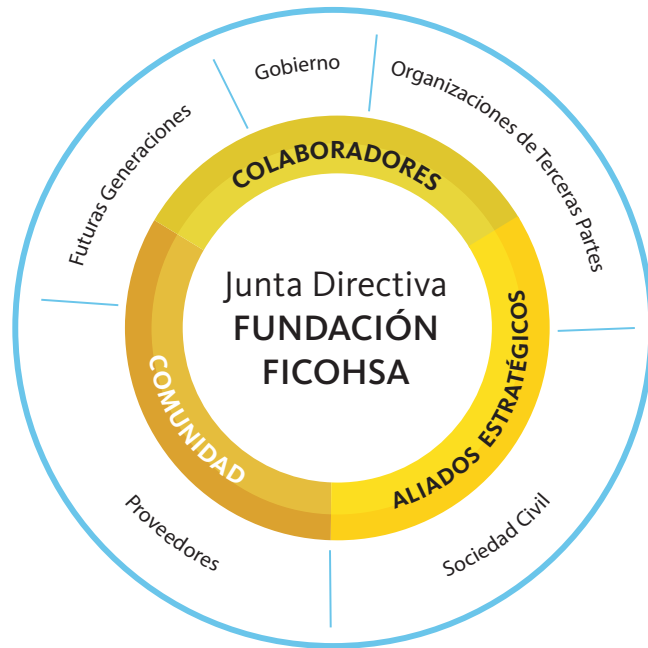 Gobierno
Organizaciones de Terceras Partes
Futuras Generaciones
COLABORADORES
Junta Directiva
FUNDACIÓN
FICOHSA
COMUNIDAD
ALIADOS ESTRATÉGICOS
Proveedores
Sociedad Civil